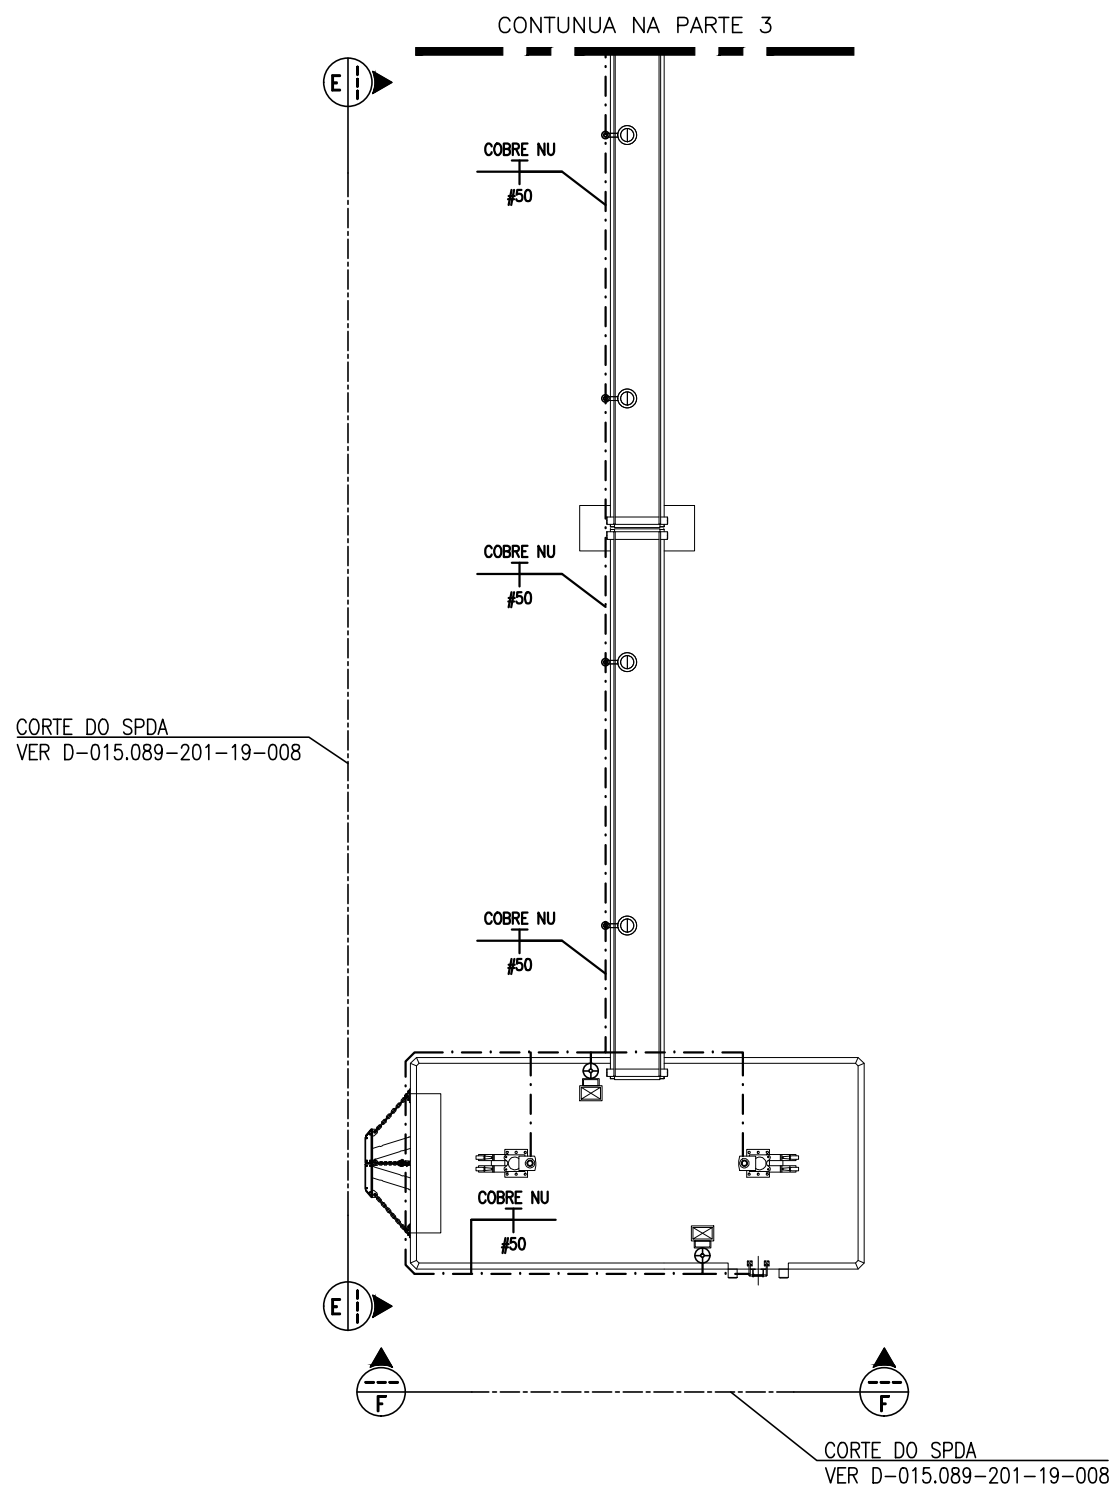 CONTUNUA NA PARTE 3
E
COBRE NU
#50
COBRE NU
#50
CORTE DO SPDA
VER D-015.089-201-19-008
COBRE NU
#50
COBRE NU
#50
E
F
F
CORTE DO SPDA
VER D-015.089-201-19-008